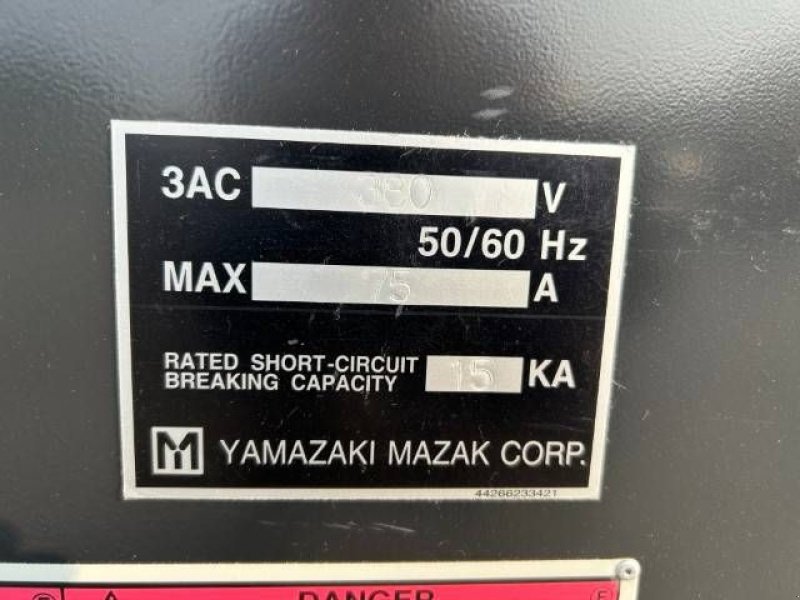 3AC 380 V
50/60 Hz
MAX 75 A
RATED SHORT-CIRCUIT
BREAKING CAPACITY 15 KA
YAMAZAKI MAZAK CORP.
44266233421
DANGER